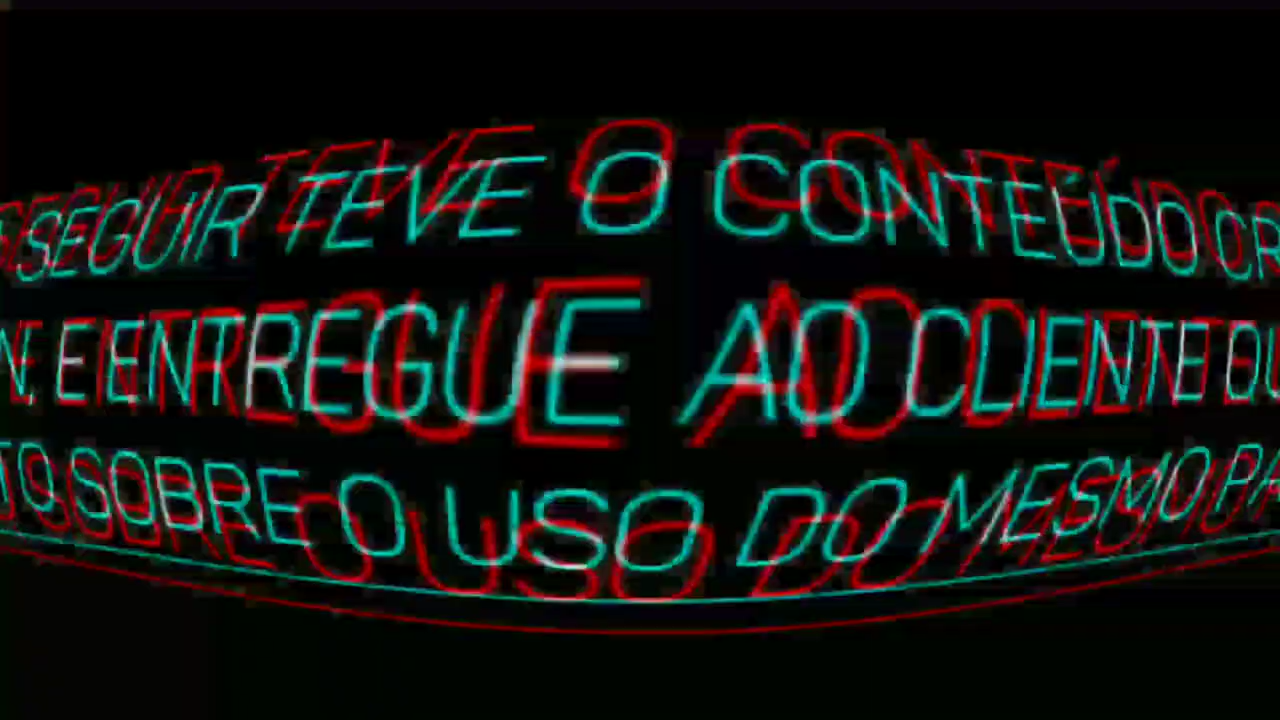 SEGUIR TEVE O CONTEÚDO
E ENTREGUE AO CLIENTE
SOBRE O USO DO MESMO